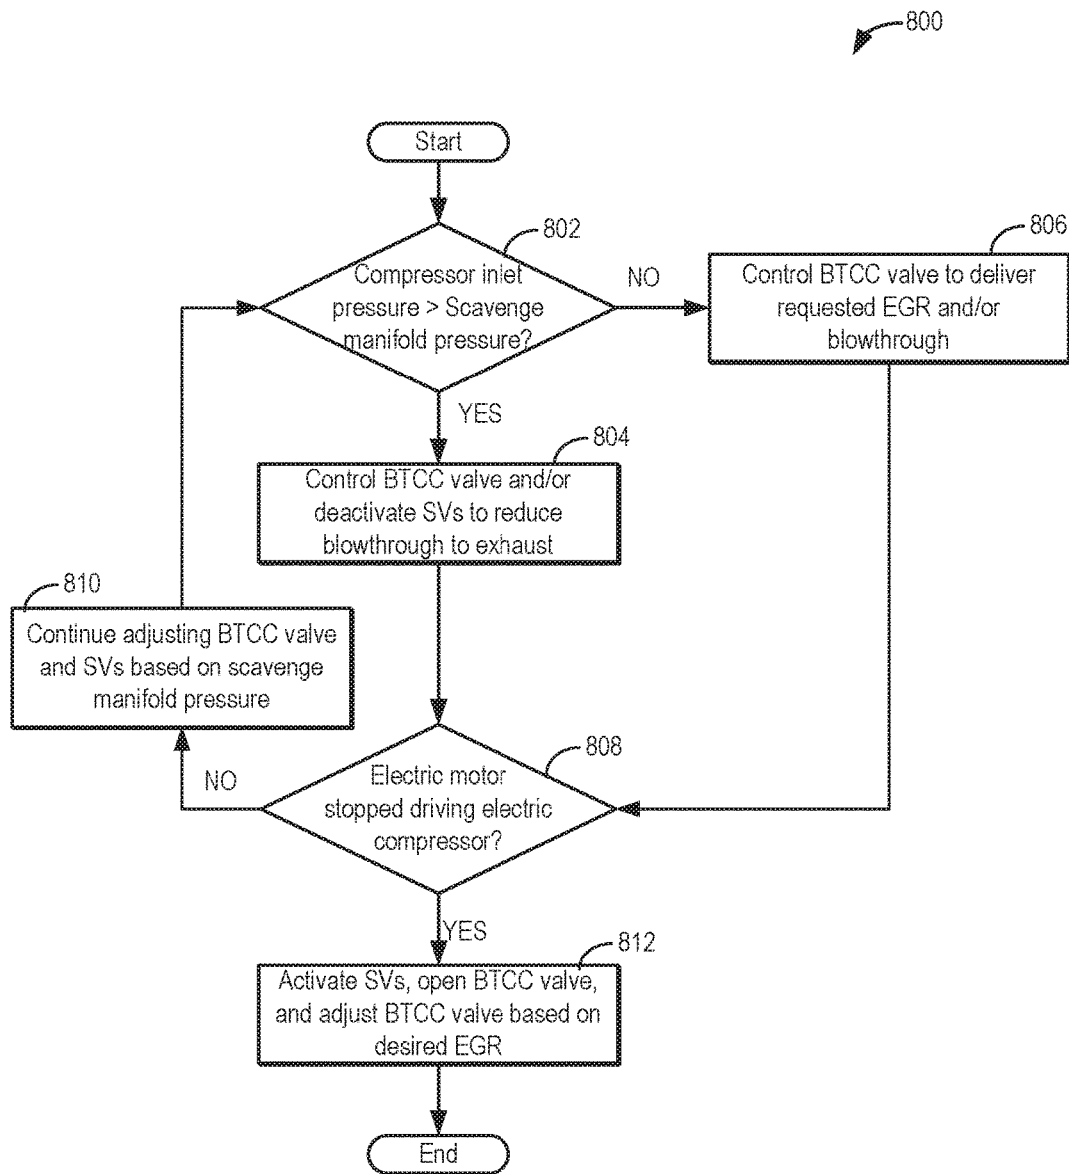 800
Start
802
Compressor inlet
pressure > Scavenge
manifold pressure?
NO
806
Control BTCC valve to deliver
requested EGR and/or
blowthrough
YES
804
Control BTCC valve and/or
deactivate SVs to reduce
blowthrough to exhaust
810
Continue adjusting BTCC valve
and SVs based on scavenge
manifold pressure
NO
808
Electric motor
stopped driving electric
compressor?
YES
812
Activate SVs, open BTCC valve,
and adjust BTCC valve based on
desired EGR
End